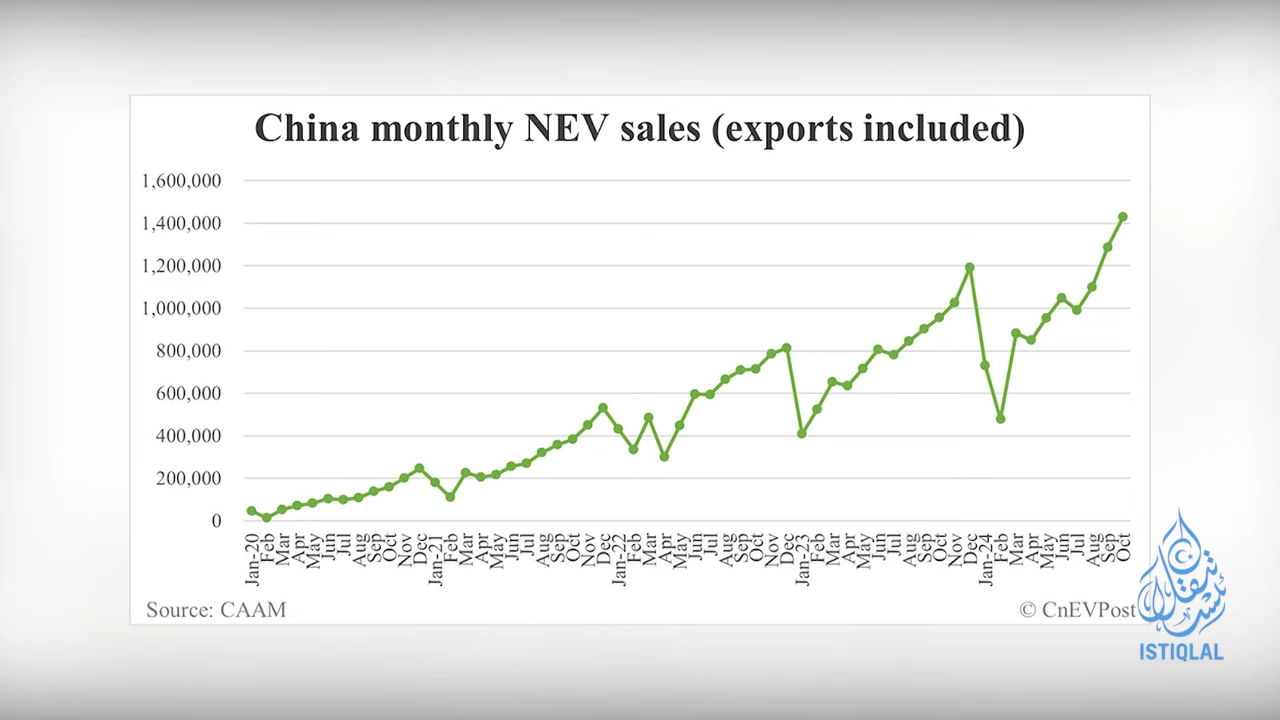 China monthly NEV sales (exports included)
1,600,000
1,400,000
1,200,000
1,000,000
800,000
600,000
400,000
200,000
0
Jan-20 Feb Mar Apr May Jun Jul Aug Sep Oct Nov Dec Jan-21 Feb Mar Apr May Jun Jul Aug Sep Oct Nov Dec Jan-22 Feb Mar Apr May Jun Jul Aug Sep Oct Nov Dec Jan-23 Feb Mar Apr May Jun Jul Aug Sep Oct Nov Dec Jan-24 Feb Mar Apr May Jun Jul Aug Sep Oct
Source: CAAM
© CnEVPost
ISTIQLAL